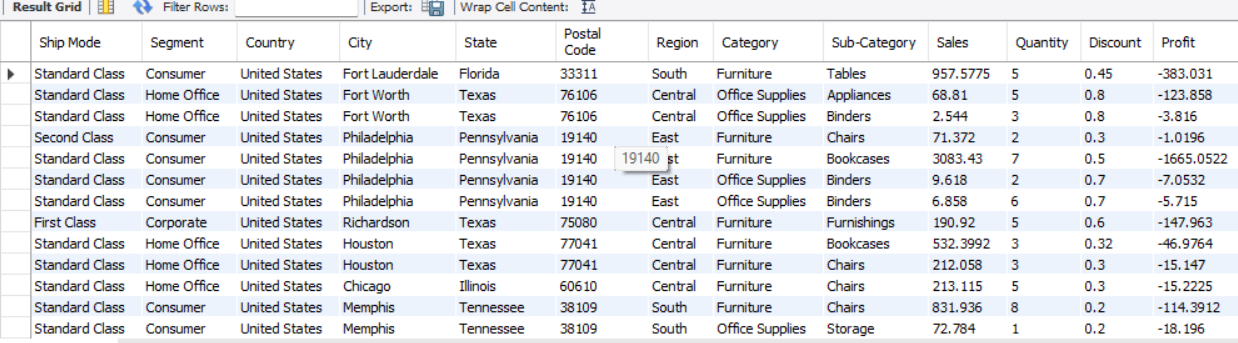 Result Grid Filter Rows: Export: Wrap Cell Content:
Ship Mode Segment Country City State Postal Code Region Category Sub-Category Sales Quantity Discount Profit
Standard Class Consumer United States Fort Lauderdale Florida 33311 South Furniture Tables 957.5775 5 0.45 -383.031
Standard Class Home Office United States Fort Worth Texas 76106 Central Office Supplies Appliances 68.81 5 0.8 -123.858
Standard Class Home Office United States Fort Worth Texas 76106 Central Office Supplies Binders 2.544 3 0.8 -3.816
Second Class Consumer United States Philadelphia Pennsylvania 19140 East Furniture Chairs 71.372 2 0.3 -1.0196
Standard Class Consumer United States Philadelphia Pennsylvania 19140 19140 st Furniture Bookcases 3083.43 7 0.5 -1665.0522
Standard Class Consumer United States Philadelphia Pennsylvania 19140 East Office Supplies Binders 9.618 2 0.7 -7.0532
Standard Class Consumer United States Philadelphia Pennsylvania 19140 East Office Supplies Binders 6.858 6 0.7 -5.715
First Class Corporate United States Richardson Texas 75080 Central Furniture Furnishings 190.92 5 0.6 -147.963
Standard Class Home Office United States Houston Texas 77041 Central Furniture Bookcases 532.3992 3 0.32 -46.9764
Standard Class Home Office United States Houston Texas 77041 Central Furniture Chairs 212.058 3 0.3 -15.147
Standard Class Home Office United States Chicago Illinois 60610 Central Furniture Chairs 213.115 5 0.3 -15.2225
Standard Class Consumer United States Memphis Tennessee 38109 South Furniture Chairs 831.936 8 0.2 -114.3912
Standard Class Consumer United States Memphis Tennessee 38109 South Office Supplies Storage 72.784 1 0.2 -18.196